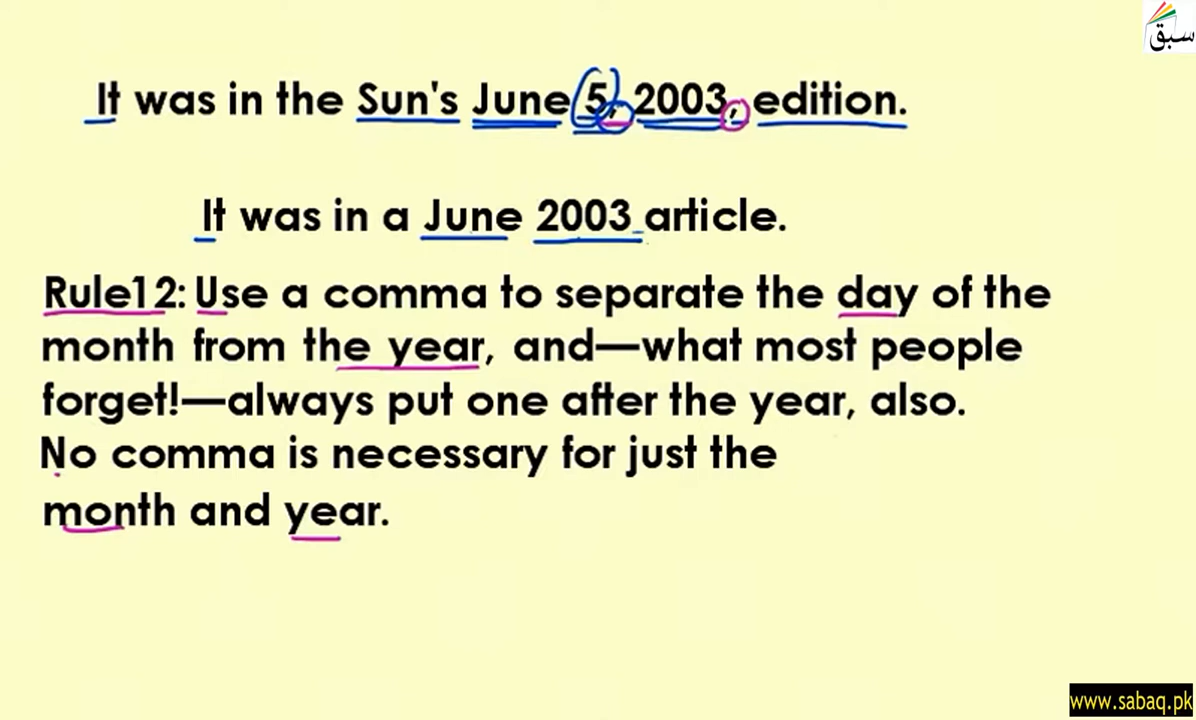 سبق
It was in the Sun's June 5, 2003, edition.
It was in a June 2003 article.
Rule12: Use a comma to separate the day of the
month from the year, and—what most people
forget!—always put one after the year, also.
No comma is necessary for just the
month and year.
www.sabaq.pk